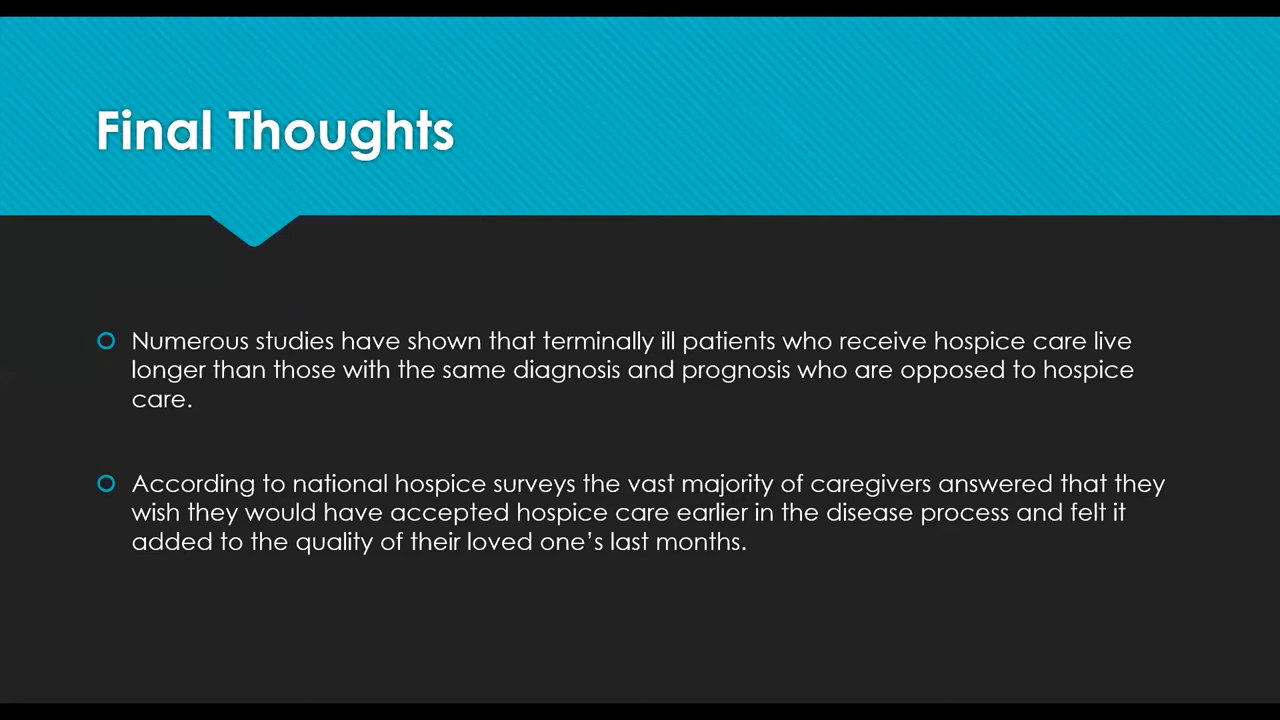 Final Thoughts
Numerous studies have shown that terminally ill patients who receive hospice care live
longer than those with the same diagnosis and prognosis who are opposed to hospice
care.
According to national hospice surveys the vast majority of caregivers answered that they
wish they would have accepted hospice care earlier in the disease process and felt it
added to the quality of their loved one’s last months.